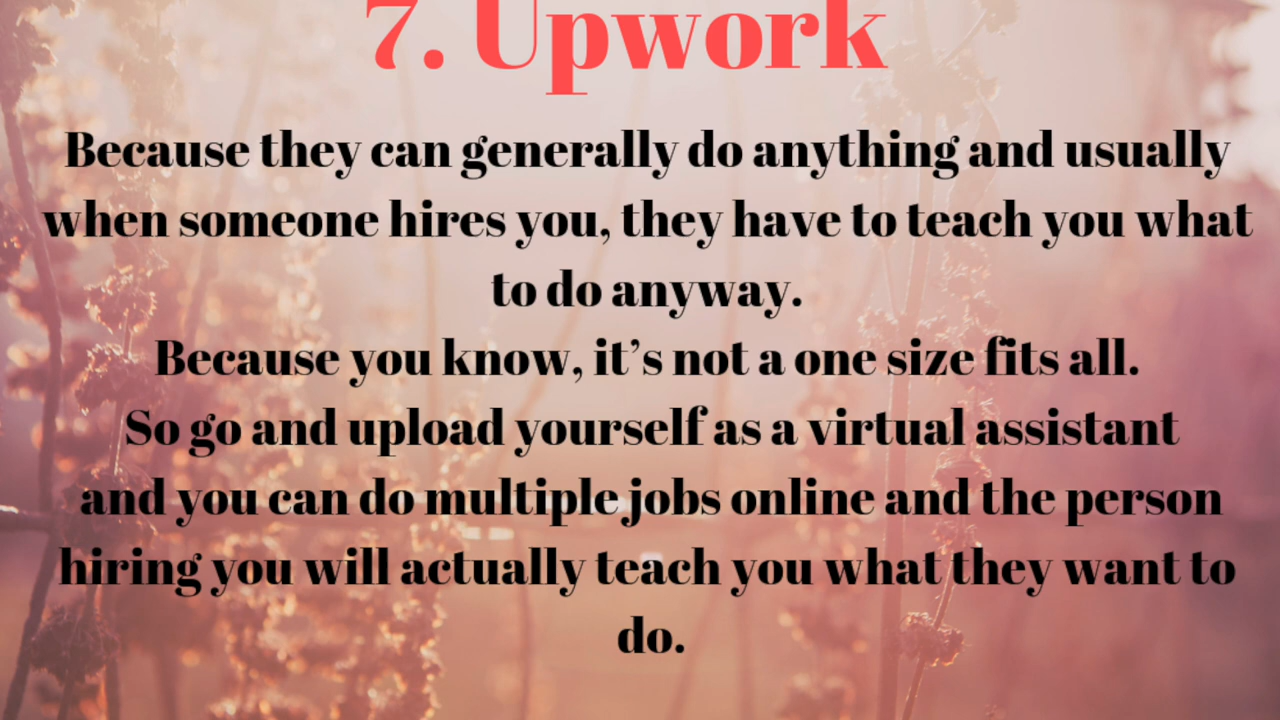 7. Upwork
Because they can generally do anything and usually
when someone hires you, they have to teach you what
to do anyway.
Because you know, it’s not a one size fits all.
So go and upload yourself as a virtual assistant
and you can do multiple jobs online and the person
hiring you will actually teach you what they want to
do.